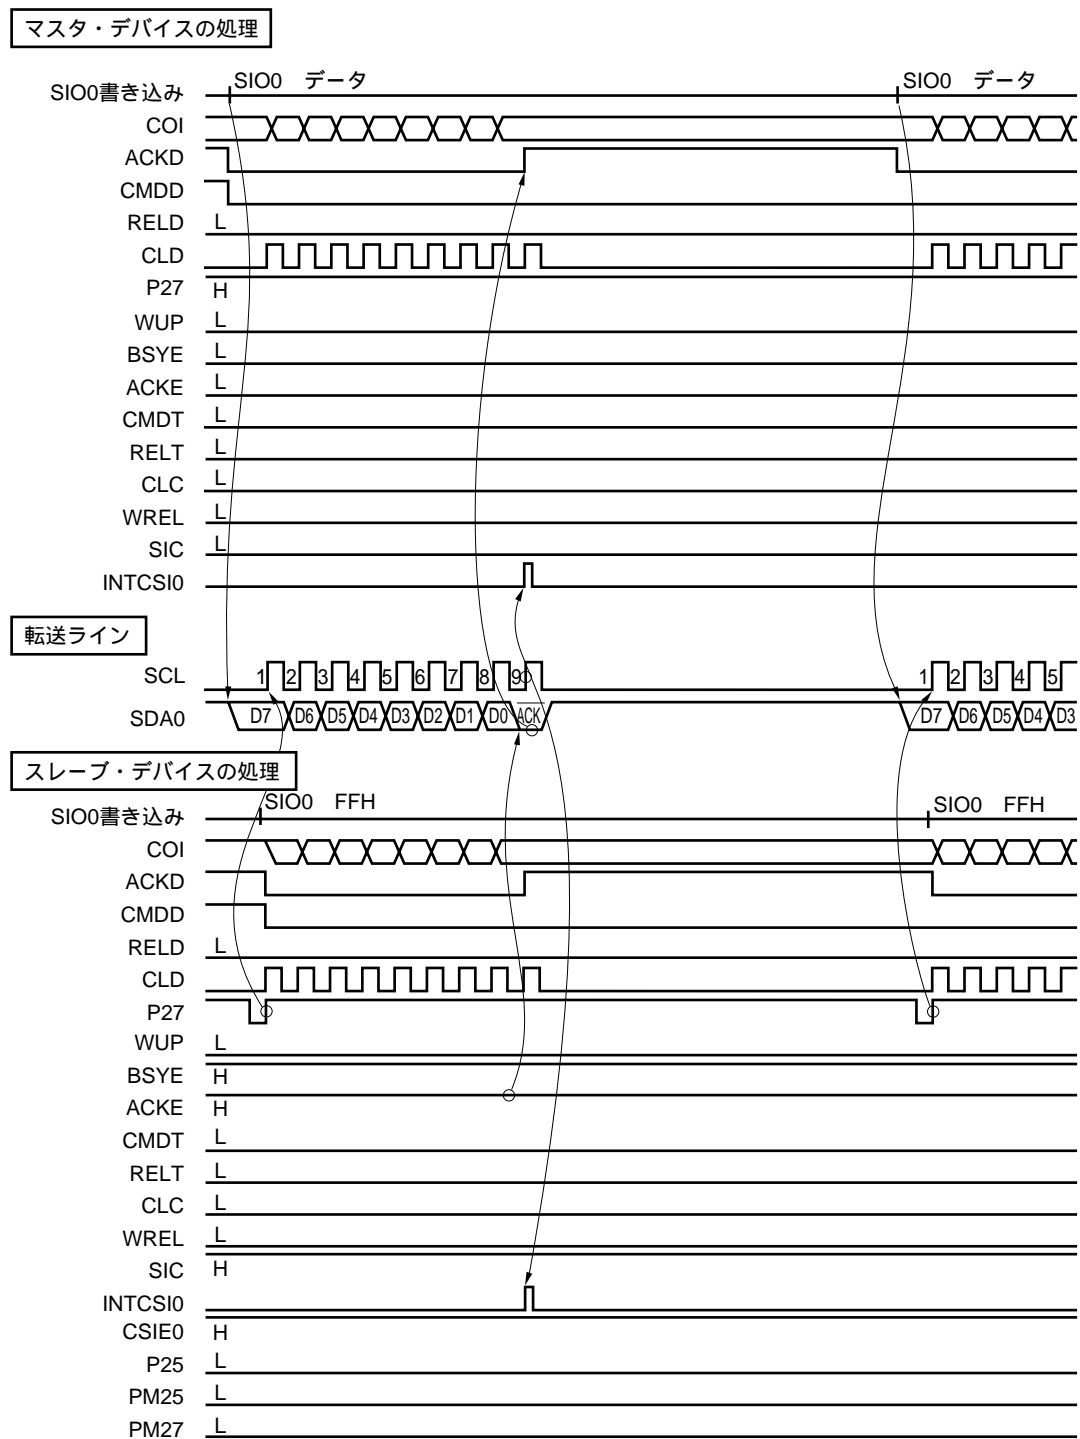 マスタ・デバイスの処理
SIO0書き込み SIO0 データ SIO0 データ
COI
ACKD
CMDD
RELD L
CLD
P27 H
WUP L
BSYE L
ACKE L
CMDT L
RELT L
CLC L
WREL L
SIC L
INTCSI0
転送ライン
SCL 1 2 3 4 5 6 7 8 9 1 2 3 4 5
SDA0 D7 D6 D5 D4 D3 D2 D1 D0 ACK D7 D6 D5 D4 D3
スレーブ・デバイスの処理
SIO0書き込み SIO0 FFH SIO0 FFH
COI
ACKD
CMDD
RELD L
CLD
P27
WUP L
BSYE H
ACKE H
CMDT L
RELT L
CLC L
WREL L
SIC H
INTCSI0
CSIE0 H
P25 L
PM25 L
PM27 L